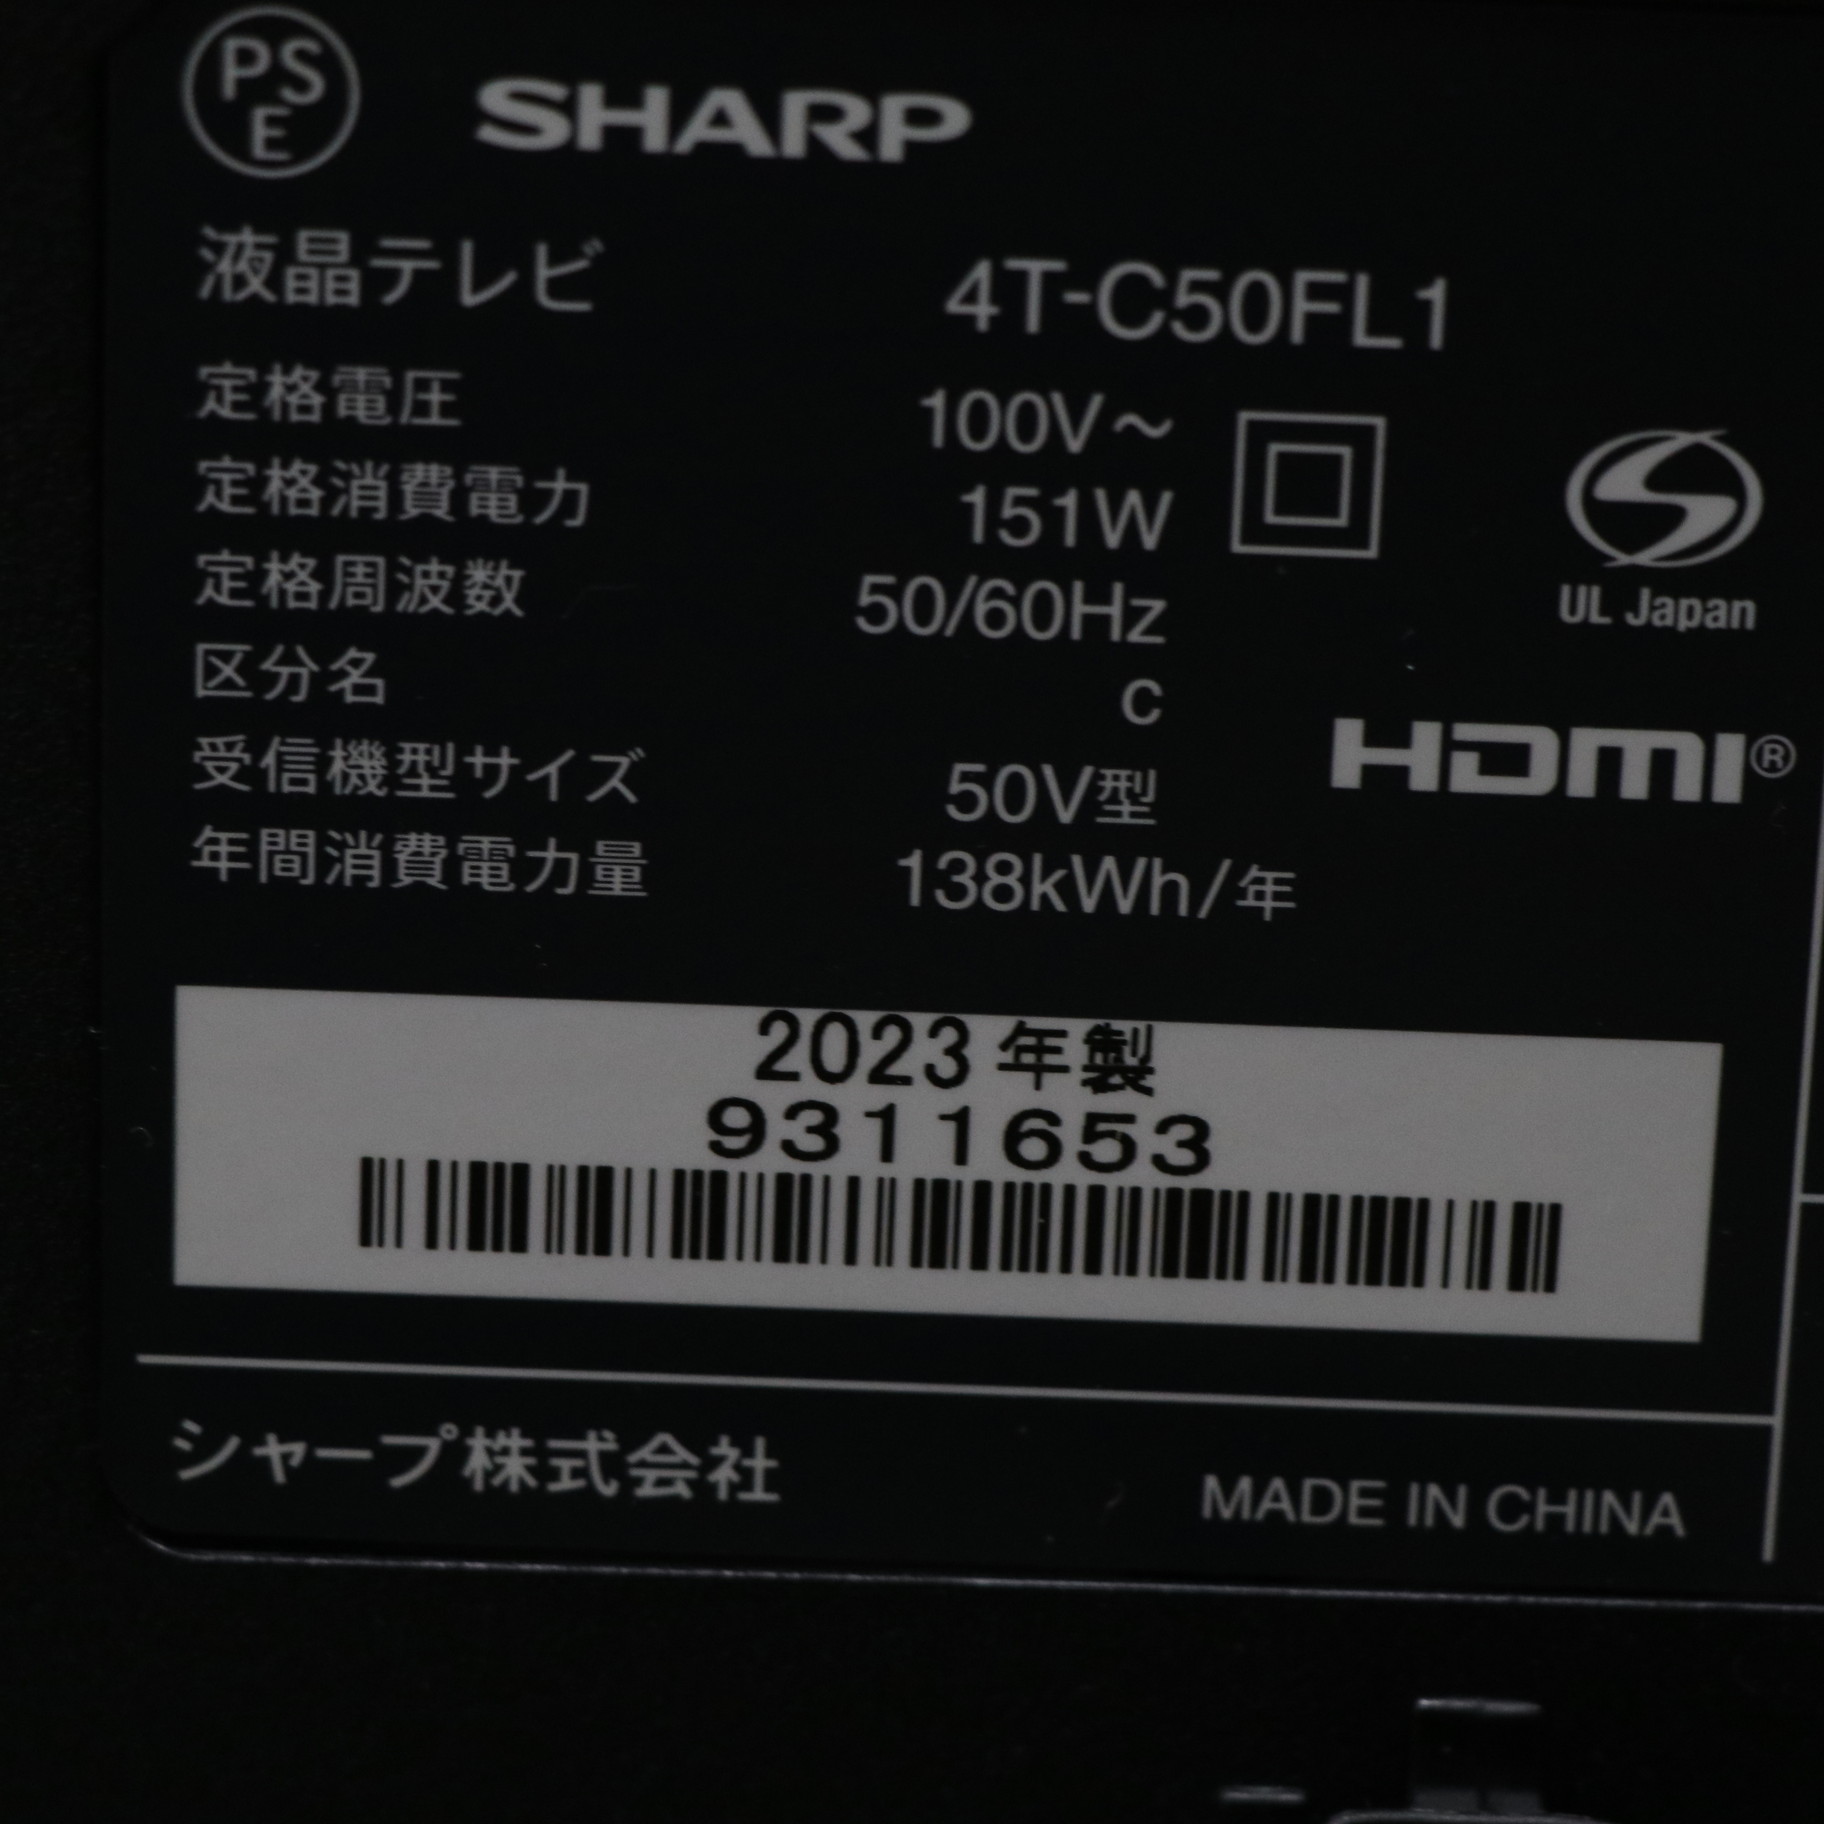 PS
E
SHARP
液晶テレビ 4T-C50FL1
定格電圧 100V～
定格消費電力 151W
定格周波数 50/60Hz
区分名 C
受信機型サイズ 50V型
年間消費電力量 138kWh/年
UL Japan
HDMI®
2023年製
9311653
シャープ株式会社 MADE IN CHINA